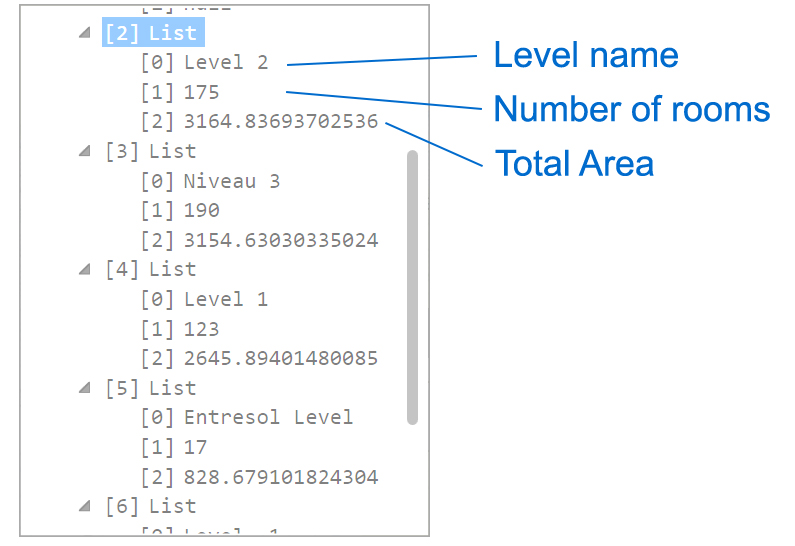 [2] List
[0] Level 2
[1] 175
[2] 3164.83693702536
[3] List
[0] Niveau 3
[1] 190
[2] 3154.63030335024
[4] List
[0] Level 1
[1] 123
[2] 2645.89401480085
[5] List
[0] Entresol Level
[1] 17
[2] 828.679101824304
[6] List
Level name
Number of rooms
Total Area